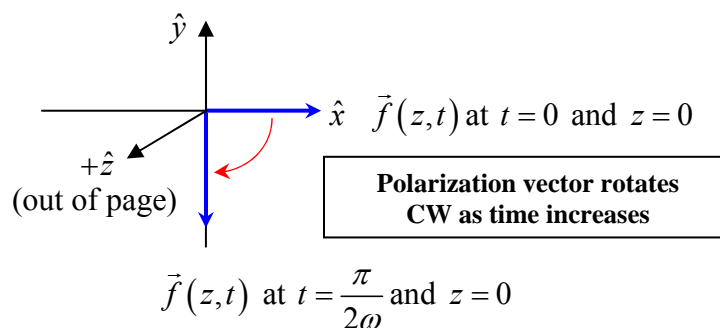 ŷ
x̂ f⃗(z,t) at t = 0 and z = 0
+ẑ
(out of page)
Polarization vector rotates
CW as time increases
f⃗(z,t) at t = π/2ω and z = 0